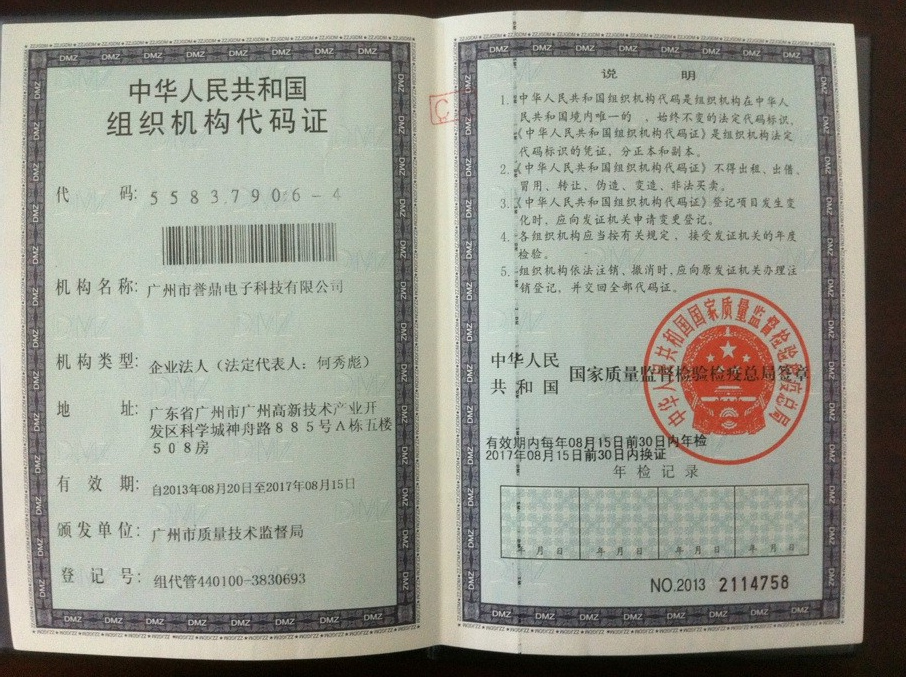 中华人民共和国
组织机构代码证
代 码: 55837906-4
机构名称: 广州市誉鼎电子科技有限公司
机构类型: 企业法人（法定代表人：何秀彪）
地 址: 广东省广州市广州高新技术产业开
发区科学城神舟路885号A栋五楼
508房
有 效 期: 自2013年08月20日至2017年08月15日
颁发单位: 广州市质量技术监督局
登 记 号: 组代管440100-3830693
说 明
1. 中华人民共和国组织机构代码是组织机构在中华人
民共和国境内唯一的 、始终不变的法定代码标识，
《中华人民共和国组织机构代码证》是组织机构法定
代码标识的凭证，分正本和副本。
2.《中华人民共和国组织机构代码证》不得出租、出借、
冒用、转让、伪造、变造、非法买卖。
3.《中华人民共和国组织机构代码证》登记项目发生变
化时，应向发证机关申请变更登记。
4. 各组织机构应当按有关规定，接受发证机关的年度
检验。
5. 组织机构依法注销、撤消时，应向原发证机关办理注
销登记，并交回全部代码证。
中华人民
共和国 国家质量监督检验检疫总局签章
中华人民共和国国家质量监督检验检疫总局
有效期内每年08月15日前30日内年检
2017年08月15日前30日内换证
年检记录
年 月 日 年 月 日 年 月 日 年 月 日
NO.2013 2114758